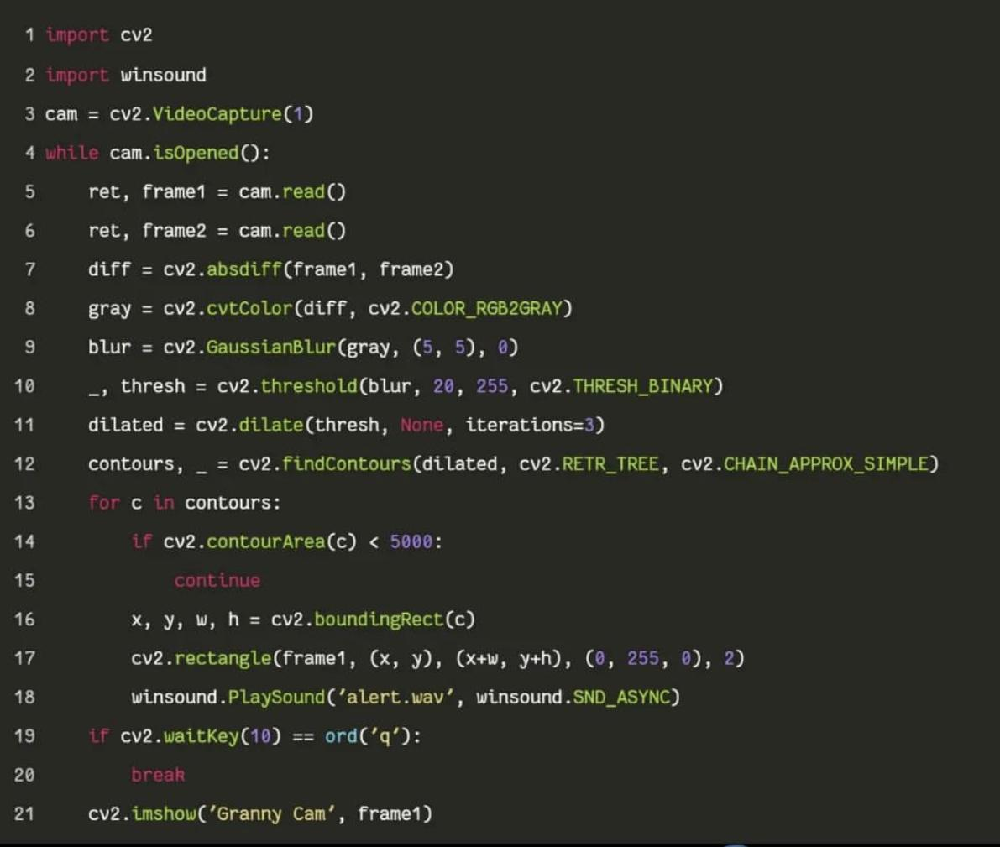 1 import cv2
2 import winsound
3 cam = cv2.VideoCapture(1)
4 while cam.isOpened():
5     ret, frame1 = cam.read()
6     ret, frame2 = cam.read()
7     diff = cv2.absdiff(frame1, frame2)
8     gray = cv2.cvtColor(diff, cv2.COLOR_RGB2GRAY)
9     blur = cv2.GaussianBlur(gray, (5, 5), 0)
10     _, thresh = cv2.threshold(blur, 20, 255, cv2.THRESH_BINARY)
11     dilated = cv2.dilate(thresh, None, iterations=3)
12     contours, _ = cv2.findContours(dilated, cv2.RETR_TREE, cv2.CHAIN_APPROX_SIMPLE)
13     for c in contours:
14         if cv2.contourArea(c) < 5000:
15             continue
16         x, y, w, h = cv2.boundingRect(c)
17         cv2.rectangle(frame1, (x, y), (x+w, y+h), (0, 255, 0), 2)
18         winsound.PlaySound('alert.wav', winsound.SND_ASYNC)
19     if cv2.waitKey(10) == ord('q'):
20         break
21     cv2.imshow('Granny Cam', frame1)